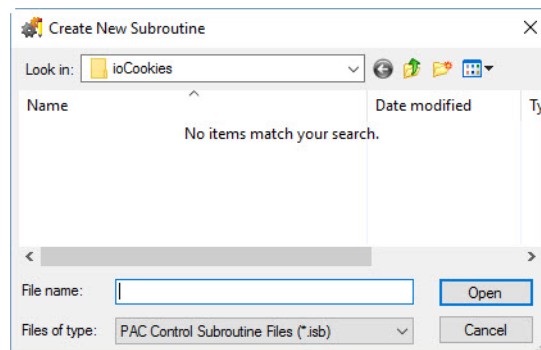 Create New Subroutine
Look in: ioCookies
Name Date modified Ty
No items match your search.
File name: Open
Files of type: PAC Control Subroutine Files (*.isb) Cancel